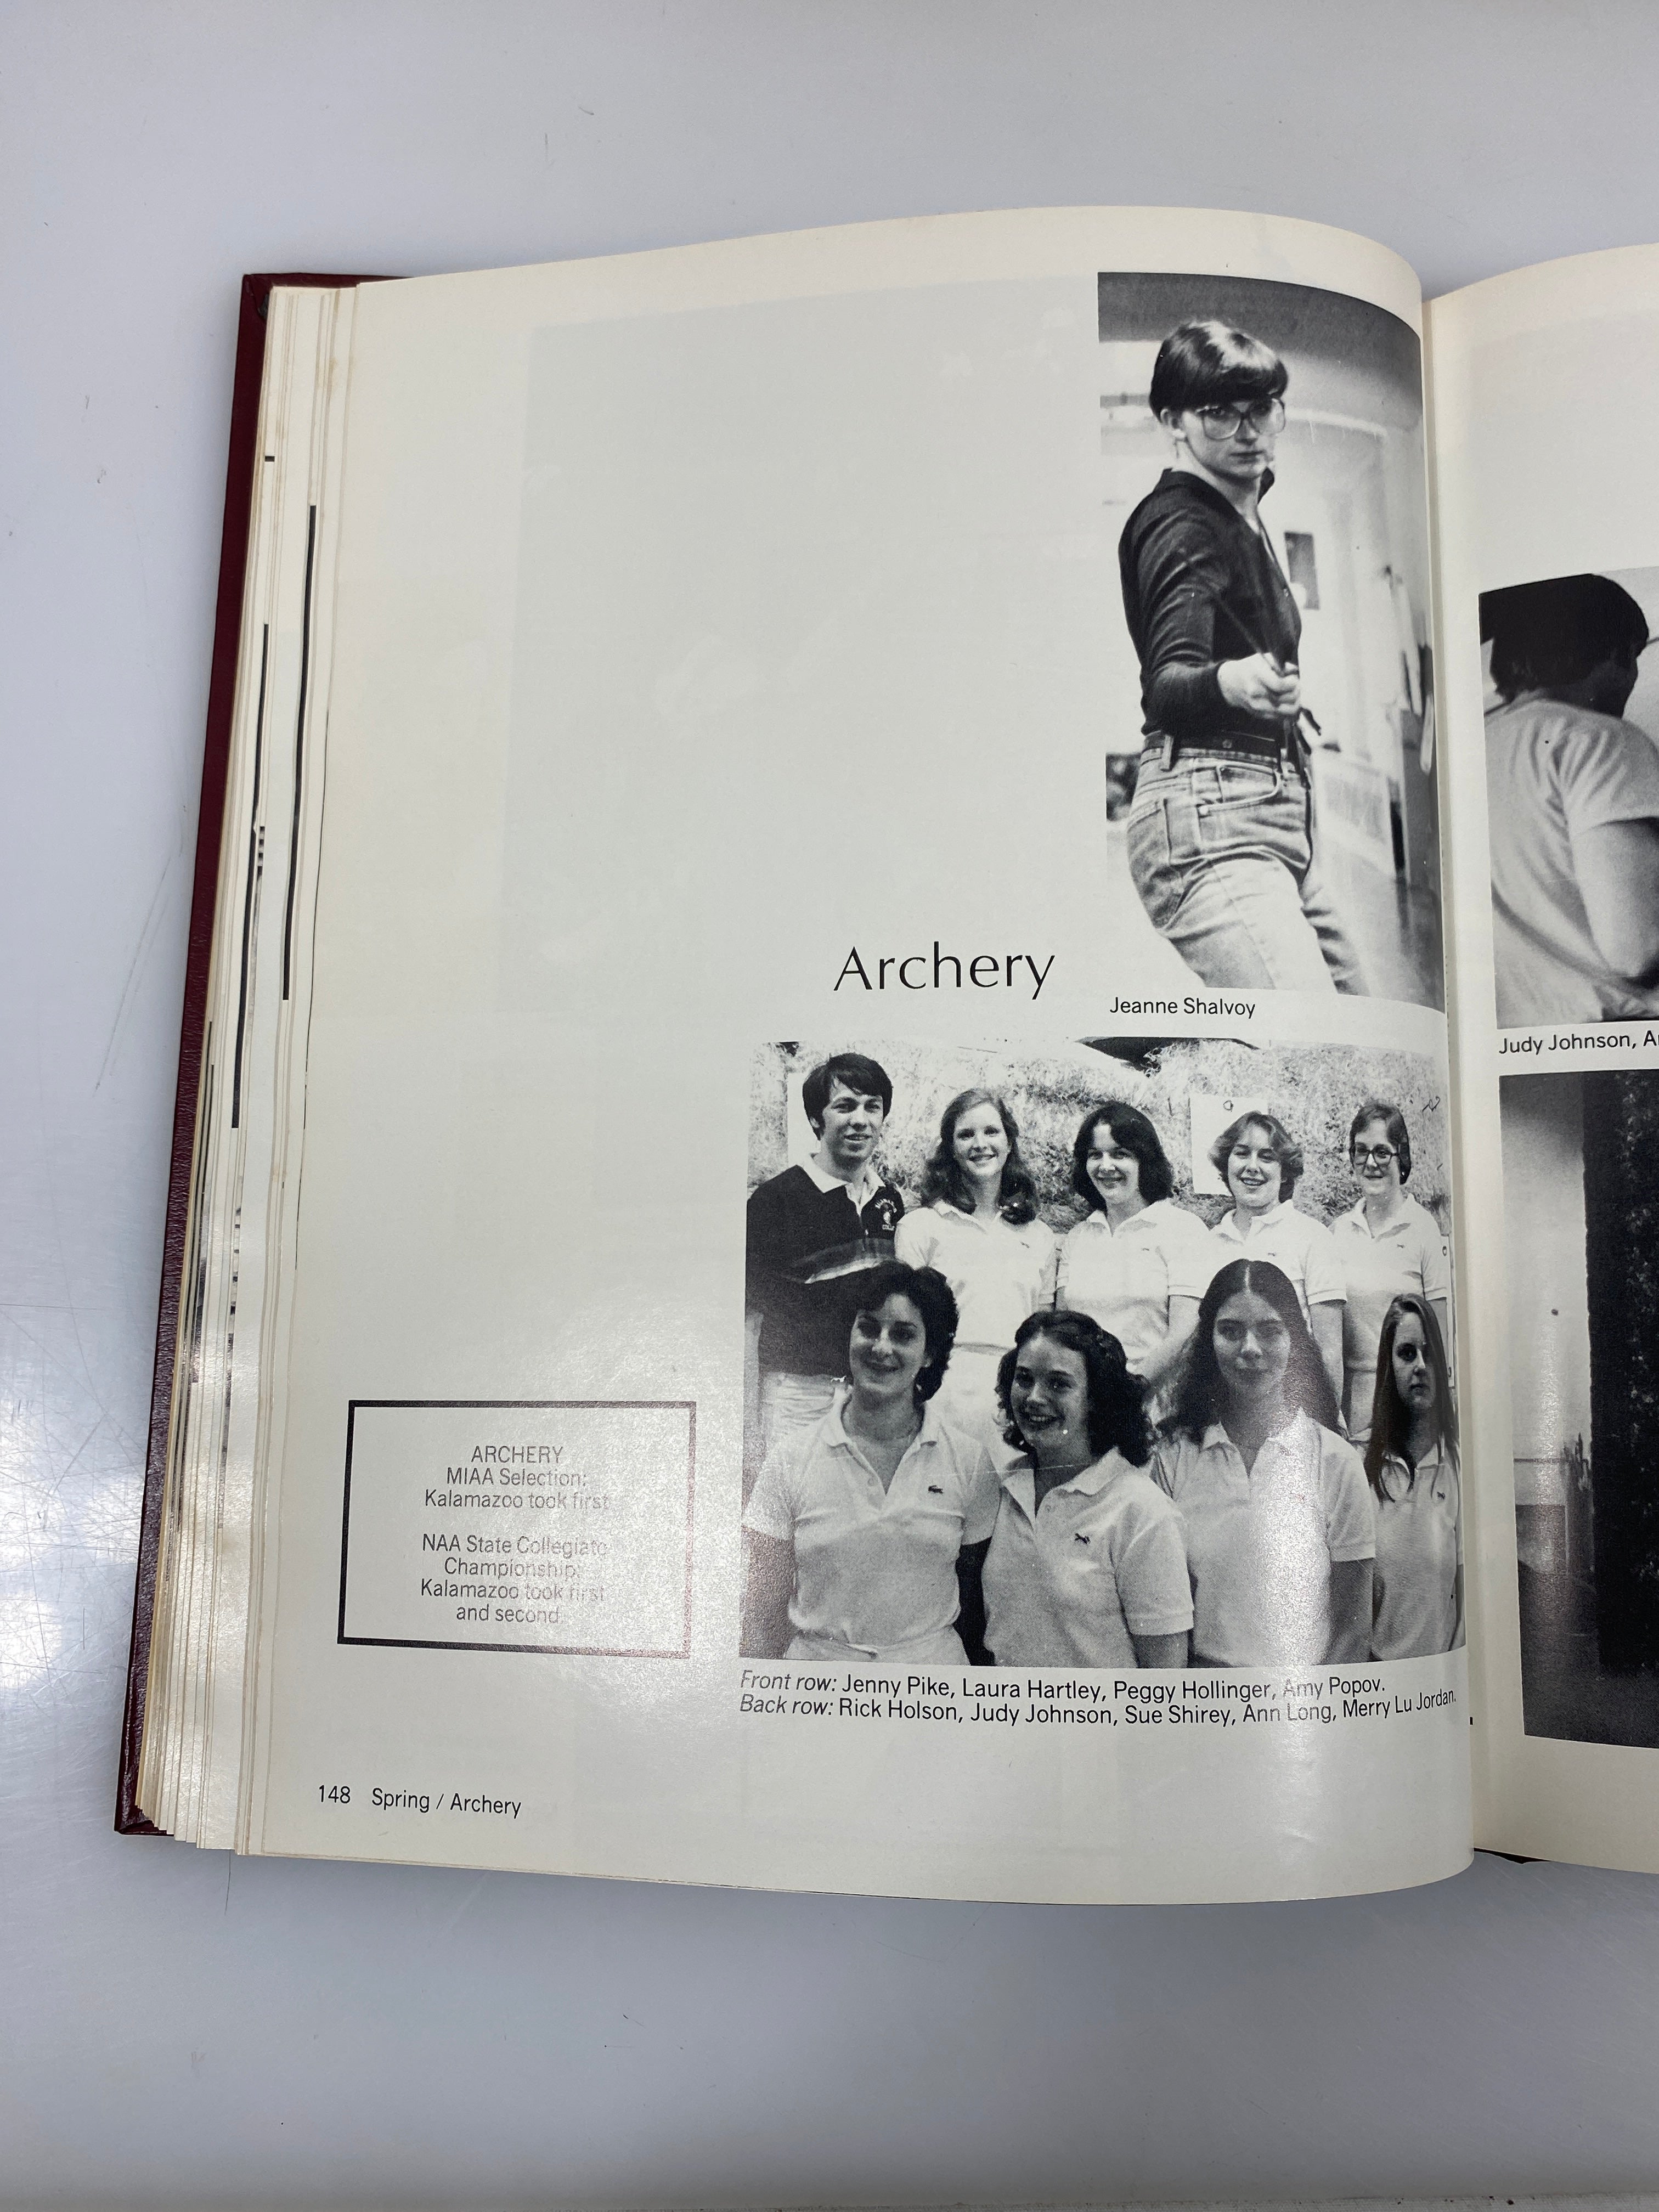 Archery
Jeanne Shalvoy
ARCHERY
MIAA Selection:
Kalamazoo took first
NAA State Collegiate
Championship:
Kalamazoo took first
and second
Front row: Jenny Pike, Laura Hartley, Peggy Hollinger, Amy Popov.
Back row: Rick Holson, Judy Johnson, Sue Shirey, Ann Long, Merry Lu Jordan.
148 Spring / Archery
Judy Johnson,